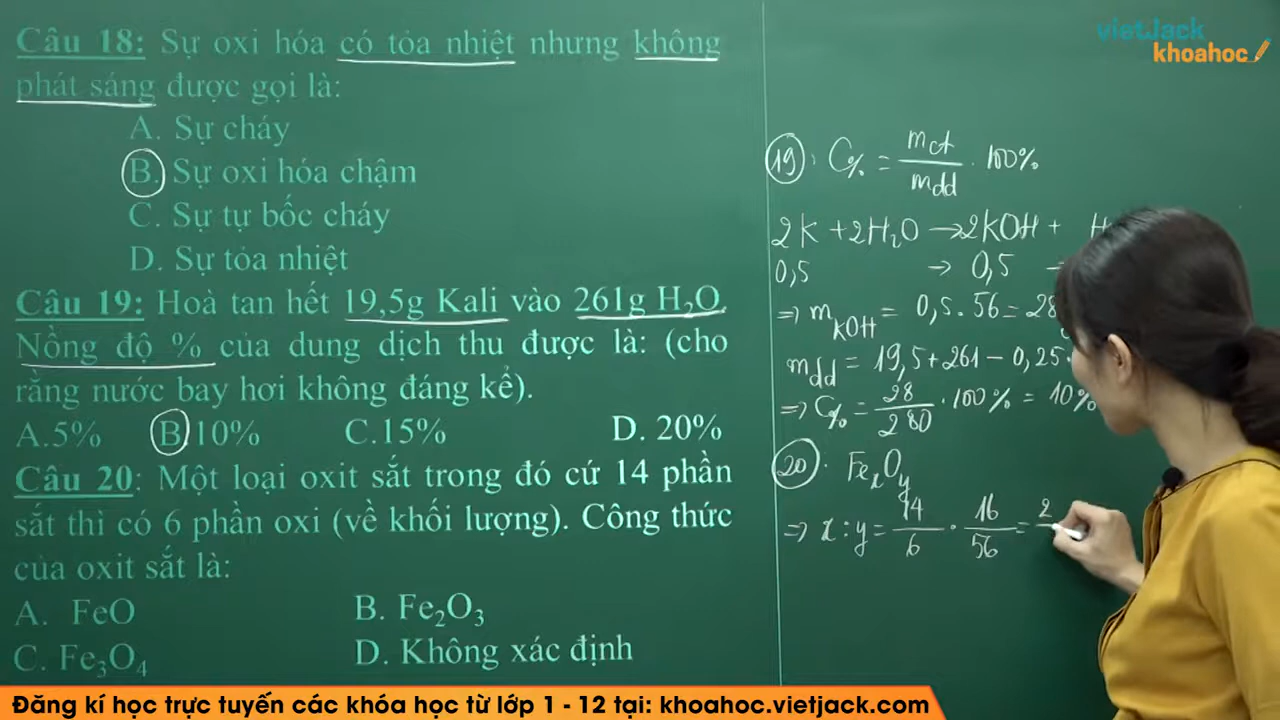 vietJack
khoahoc
Câu 18: Sự oxi hóa có tỏa nhiệt nhưng không
phát sáng được gọi là:
A. Sự cháy
B. Sự oxi hóa chậm
C. Sự tự bốc cháy
D. Sự tỏa nhiệt
Câu 19: Hoà tan hết 19,5g Kali vào 261g H₂O.
Nồng độ % của dung dịch thu được là: (cho
rằng nước bay hơi không đáng kể).
A.5% B.10% C.15% D. 20%
Câu 20: Một loại oxit sắt trong đó cứ 14 phần
sắt thì có 6 phần oxi (về khối lượng). Công thức
của oxit sắt là:
A. FeO B. Fe₂O₃
C. Fe₃O₄ D. Không xác định
19. C% = mct/mdd . 100%
2K + 2H₂O → 2KOH + H
0,5 → 0,5 →
⇒ mKOH = 0,5.56 = 28
mdd = 19,5 + 261 - 0,25.
⇒ C% = 28/280 . 100% = 10%
20. FexOy
⇒ x : y = 14/6 . 16/56 = 2
Đăng kí học trực tuyến các khóa học từ lớp 1 - 12 tại: khoahoc.vietjack.com